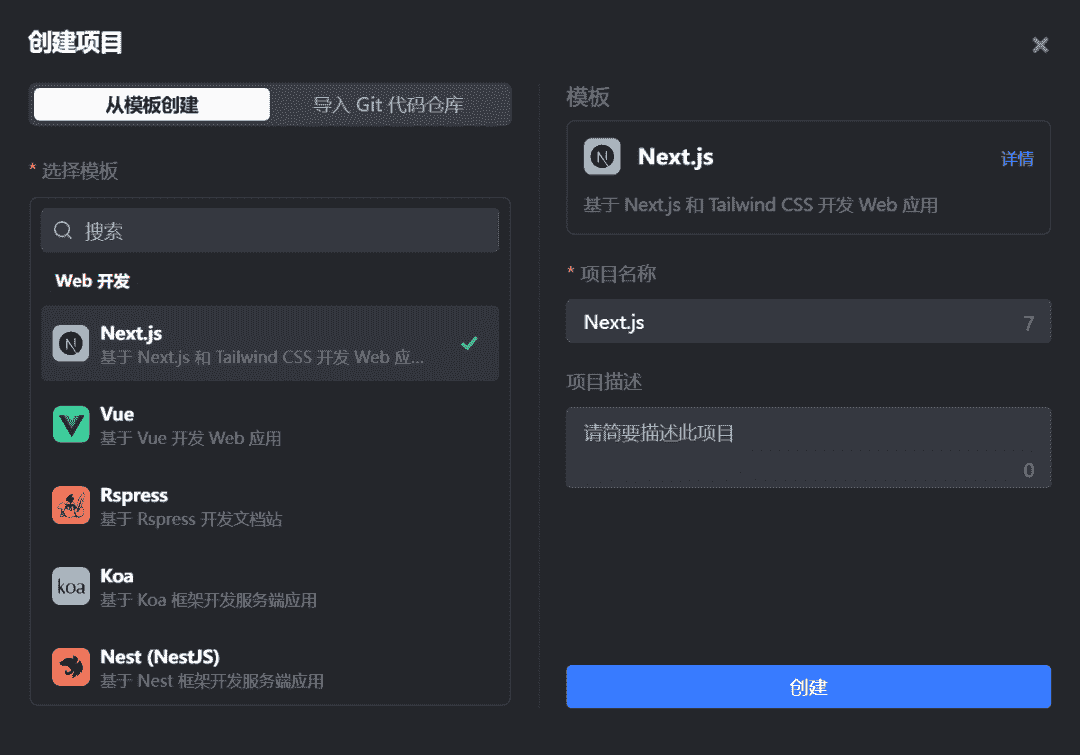 创建项目
从模板创建
导入 Git 代码仓库
* 选择模板
搜索
Web 开发
N
Next.js
基于 Next.js 和 Tailwind CSS 开发 Web 应...
Vue
基于 Vue 开发 Web 应用
Rspress
基于 Rspress 开发文档站
koa
Koa
基于 Koa 框架开发服务端应用
Nest (NestJS)
基于 Nest 框架开发服务端应用
模板
N
Next.js
详情
基于 Next.js 和 Tailwind CSS 开发 Web 应用
* 项目名称
Next.js
7
项目描述
请简要描述此项目
0
创建